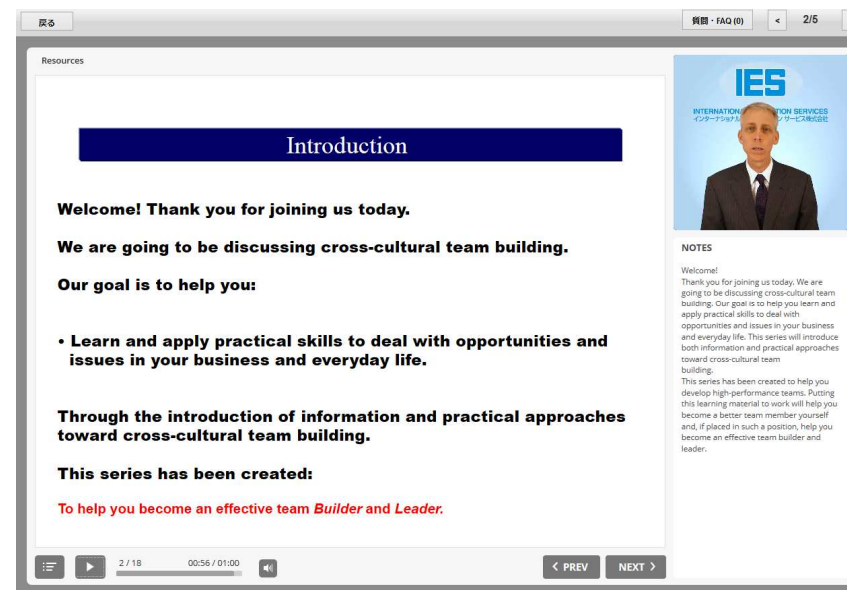 戻る
質問・FAQ (0)
<
2/5
Resources
Introduction
Welcome! Thank you for joining us today.
We are going to be discussing cross-cultural team building.
Our goal is to help you:
• Learn and apply practical skills to deal with opportunities and
issues in your business and everyday life.
Through the introduction of information and practical approaches
toward cross-cultural team building.
This series has been created:
To help you become an effective team Builder and Leader.
2 / 18
00:56 / 01:00
< PREV
NEXT >
IES
INTERNATION
ION SERVICES
インターナショナル
ン サービス株式会社
NOTES
Welcome!
Thank you for joining us today. We are
going to be discussing cross-cultural team
building. Our goal is to help you learn and
apply practical skills to deal with
opportunities and issues in your business
and everyday life. This series will introduce
both information and practical approaches
toward cross-cultural team
building.
This series has been created to help you
develop high-performance teams. Putting
this learning material to work will help you
become a better team member yourself
and, if placed in such a position, help you
become an effective team builder and
leader.